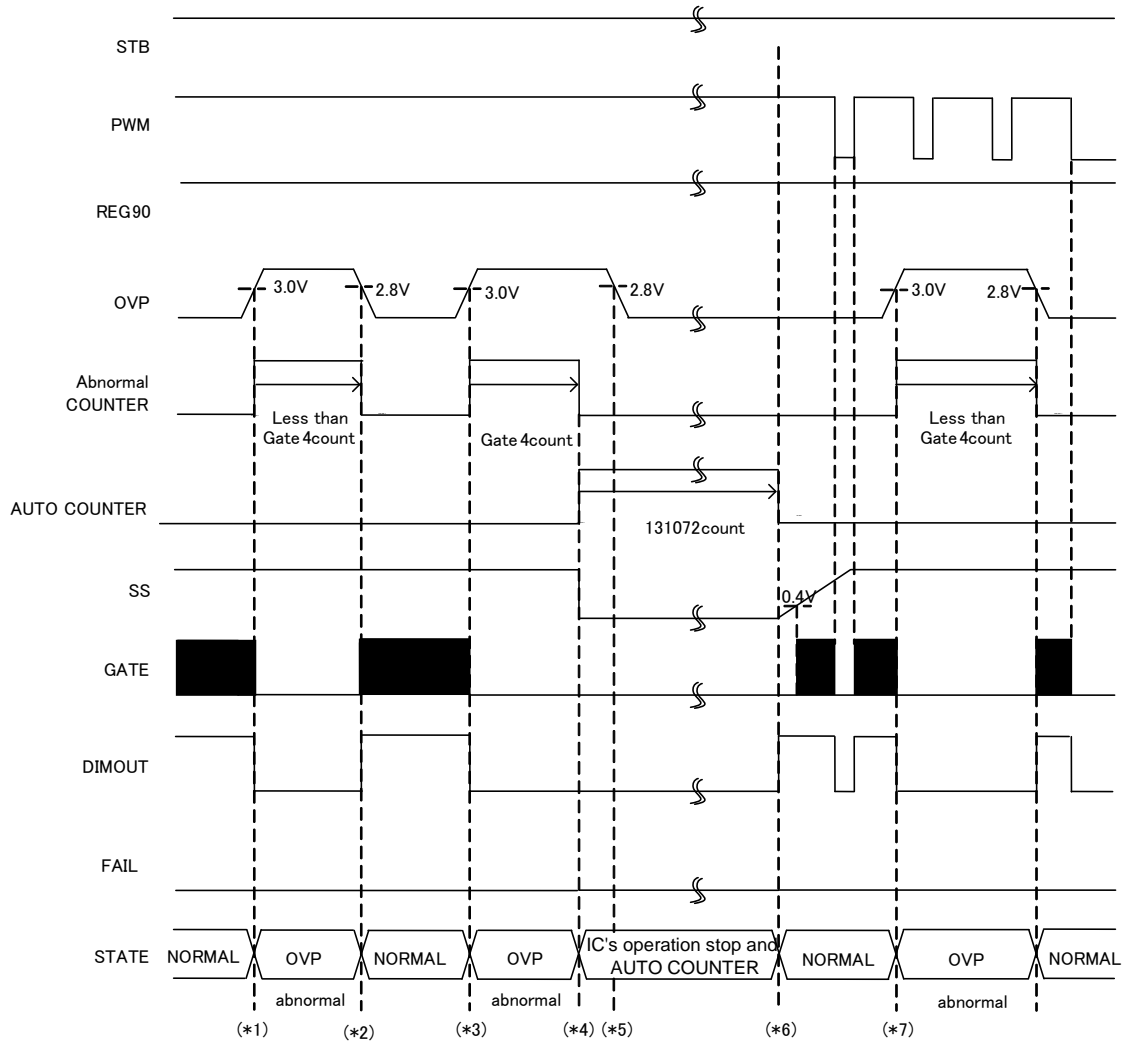 STB
PWM
REG90
OVP
3.0V
2.8V
3.0V
2.8V
3.0V
2.8V
Abnormal
COUNTER
Less than
Gate 4count
Gate 4count
Less than
Gate 4count
AUTO COUNTER
131072count
SS
0.4V
GATE
DIMOUT
FAIL
STATE
NORMAL
OVP
NORMAL
OVP
IC's operation stop and
AUTO COUNTER
NORMAL
OVP
NORMAL
abnormal
abnormal
abnormal
(*1)
(*2)
(*3)
(*4)
(*5)
(*6)
(*7)